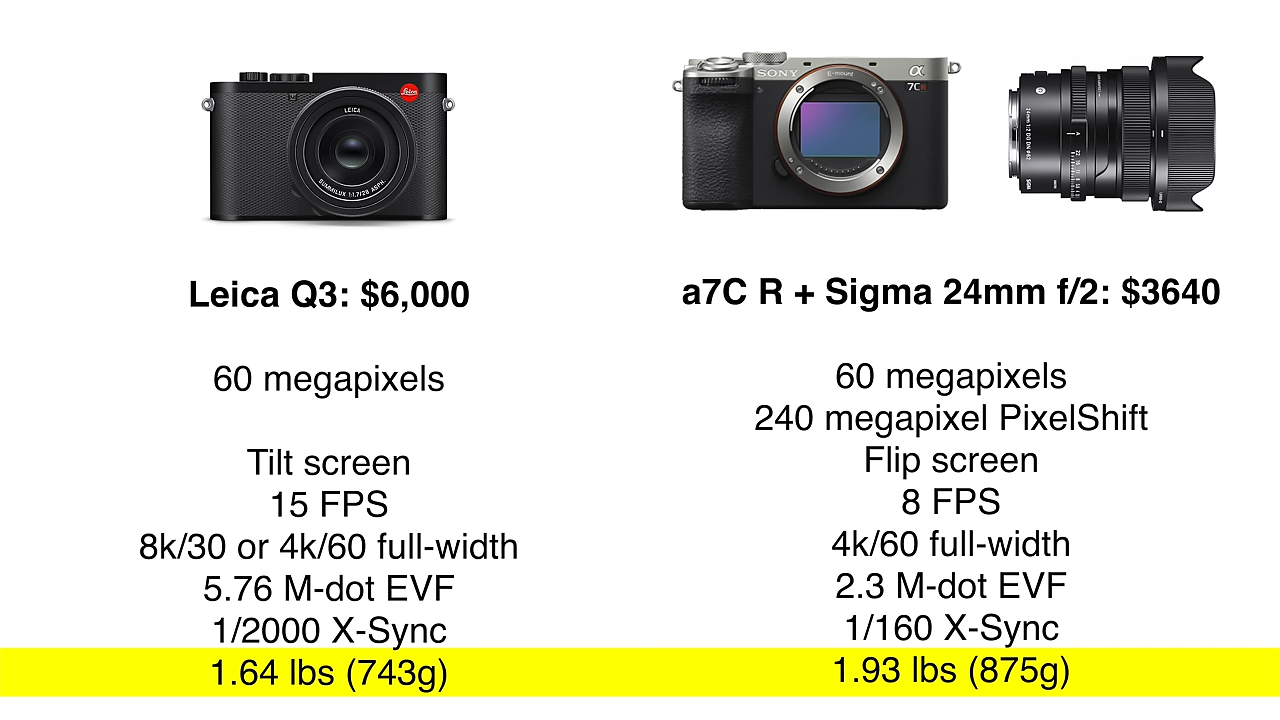 Leica
LEICA
SUMMILUX 1:1.7/28 ASPH.
SONY
E-mount
α
7CR
A
SIGMA
Leica Q3: $6,000
60 megapixels
Tilt screen
15 FPS
8k/30 or 4k/60 full-width
5.76 M-dot EVF
1/2000 X-Sync
1.64 lbs (743g)
a7C R + Sigma 24mm f/2: $3640
60 megapixels
240 megapixel PixelShift
Flip screen
8 FPS
4k/60 full-width
2.3 M-dot EVF
1/160 X-Sync
1.93 lbs (875g)